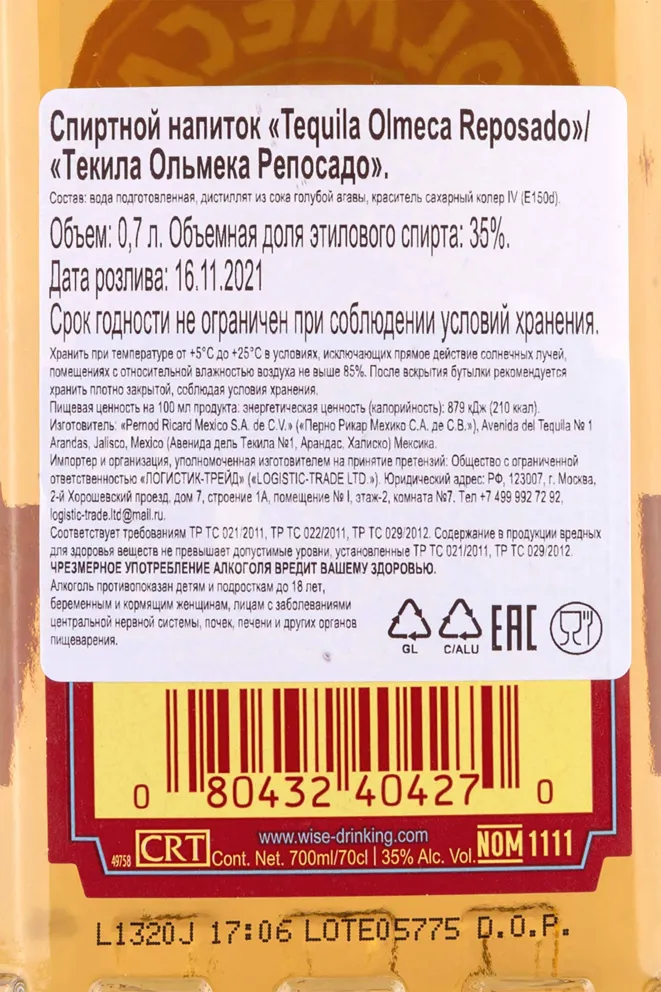 Спиртной напиток «Tequila Olmeca Reposado»/
«Текила Ольмека Репосадо».
Состав: вода подготовленная, дистиллят из сока голубой агавы, краситель сахарный колер IV (E150d).
Объем: 0,7 л. Объемная доля этилового спирта: 35%.
Дата розлива: 16.11.2021
Срок годности не ограничен при соблюдении условий хранения.
Хранить при температуре от +5°C до +25°C в условиях, исключающих прямое действие солнечных лучей,
помещениях с относительной влажностью воздуха не выше 85%. После вскрытия бутылки рекомендуется
хранить плотно закрытой, соблюдая условия хранения.
Пищевая ценность на 100 мл продукта: энергетическая ценность (калорийность): 879 кДж (210 ккал).
Изготовитель: «Pernod Ricard Mexico S.A. de C.V.» («Перно Рикар Мехико С.А. де С.В.»), Avenida del Tequila № 1
Arandas, Jalisco, Mexico (Авенида дель Текила №1, Арандас, Халиско) Мексика.
Импортер и организация, уполномоченная изготовителем на принятие претензий: Общество с ограниченной
ответственностью «ЛОГИСТИК-ТРЕЙД» («LOGISTIC-TRADE LTD.»). Юридический адрес: РФ, 123007, г. Москва,
2-й Хорошевский проезд, дом 7, строение 1А, помещение № I, этаж-2, комната №7, Тел +7 499 992 72 92,
logistic-trade.ltd@mail.ru.
Соответствует требованиям ТР ТС 021/2011, ТР ТС 022/2011, ТР ТС 029/2012. Содержание в продукции вредных
для здоровья веществ не превышает допустимые уровни, установленные ТР ТС 021/2011, ТР ТС 029/2012.
ЧРЕЗМЕРНОЕ УПОТРЕБЛЕНИЕ АЛКОГОЛЯ ВРЕДИТ ВАШЕМУ ЗДОРОВЬЮ.
Алкоголь противопоказан детям и подросткам до 18 лет,
беременным и кормящим женщинам, лицам с заболеваниями
центральной нервной системы, почек, печени и других органов
пищеварения.
GL C/ALU EAC
0 80432 40427 0
www.wise-drinking.com
49758 CRT Cont. Net. 700ml/70cl | 35% Alc. Vol. NOM 1111
L1320J 17:06 LOTE05775 D.O.P.